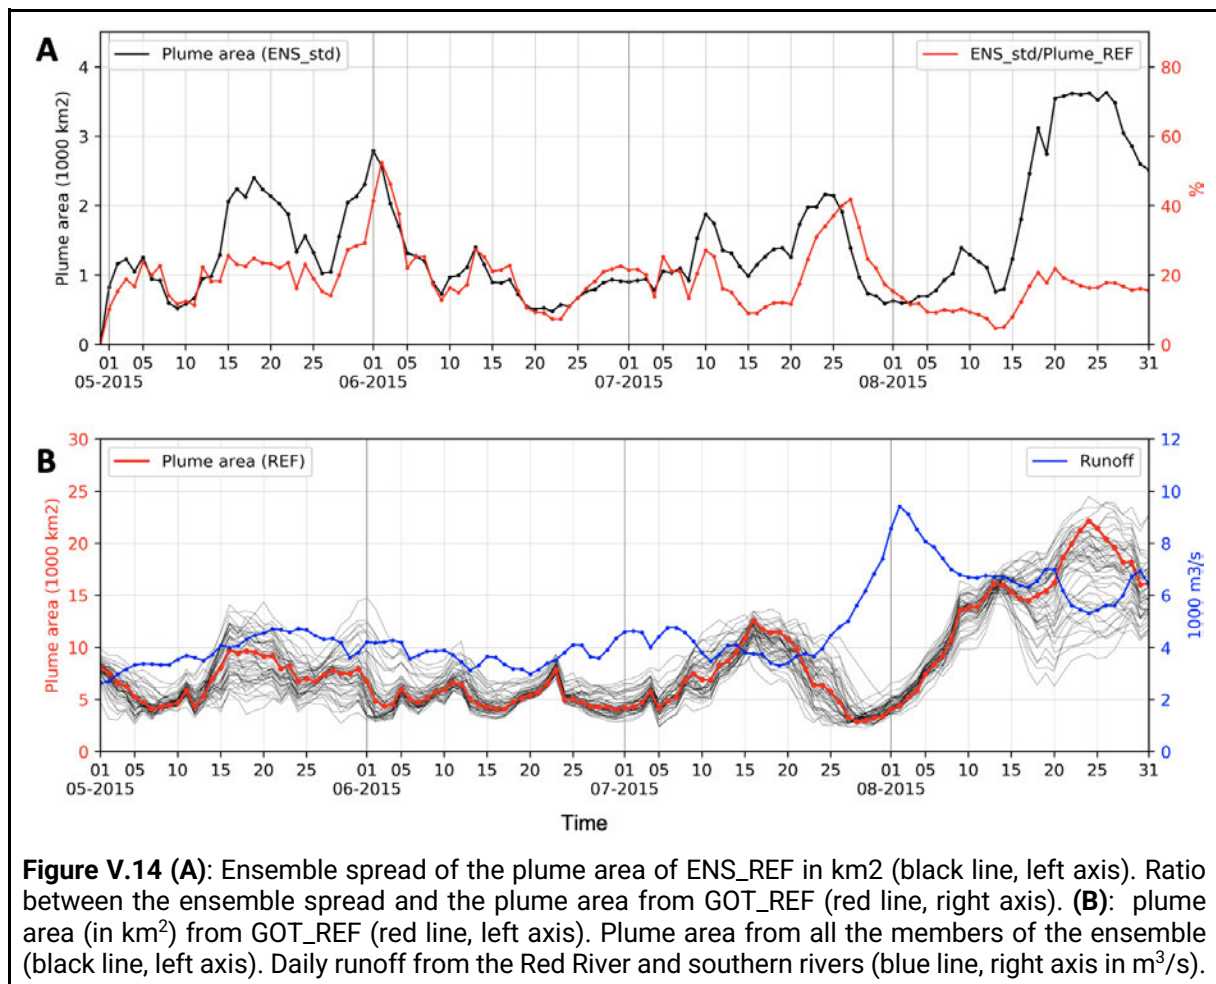 A
Plume area (ENS_std)
ENS_std/Plume_REF
Plume area (1000 km2)
4
3
2
1
0
80
60
40
20
0
%
01 05 10 15 20 25 01 05 10 15 20 25 01 05 10 15 20 25 01 05 10 15 20 25 31
05-2015 06-2015 07-2015 08-2015
B
Plume area (REF)
Runoff
Plume area (1000 km2)
30
25
20
15
10
5
0
12
10
8
6
4
2
0
1000 m3/s
01 05 10 15 20 25 01 05 10 15 20 25 01 05 10 15 20 25 01 05 10 15 20 25 31
05-2015 06-2015 07-2015 08-2015
Time
Figure V.14 (A): Ensemble spread of the plume area of ENS_REF in km2 (black line, left axis). Ratio
between the ensemble spread and the plume area from GOT_REF (red line, right axis). (B): plume
area (in km²) from GOT_REF (red line, left axis). Plume area from all the members of the ensemble
(black line, left axis). Daily runoff from the Red River and southern rivers (blue line, right axis in m³/s).